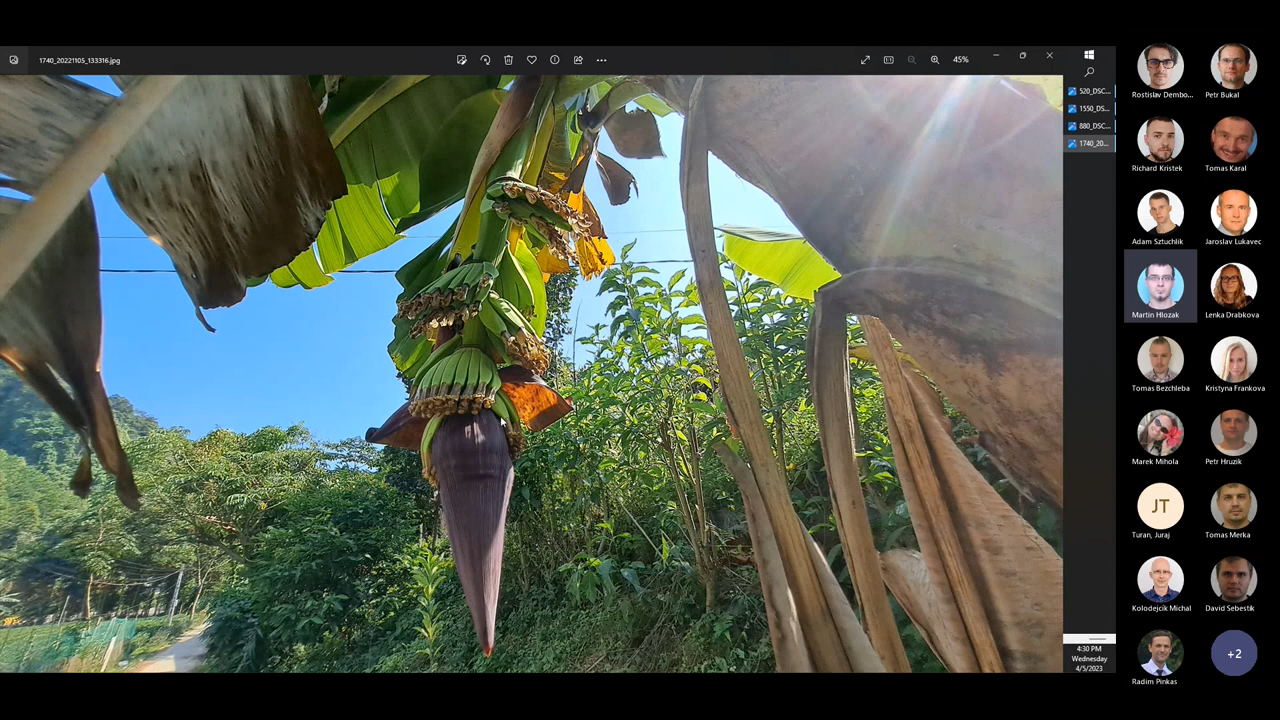 1740_20221105_133316.jpg
45%
520_DSC...
1550_DS...
880_DSC...
1740_20...
4:30 PM
Wednesday
4/5/2023
Rostislav Dembo...
Petr Bukal
Richard Kristek
Tomas Karal
Adam Sztuchlik
Jaroslav Lukavec
Martin Hlozak
Lenka Drabkova
Tomas Bezchleba
Kristyna Frankova
Marek Mihola
Petr Hruzik
JT
Turan, Juraj
Tomas Merka
Kolodejcík Michal
David Sebestik
Radim Pinkas
+2